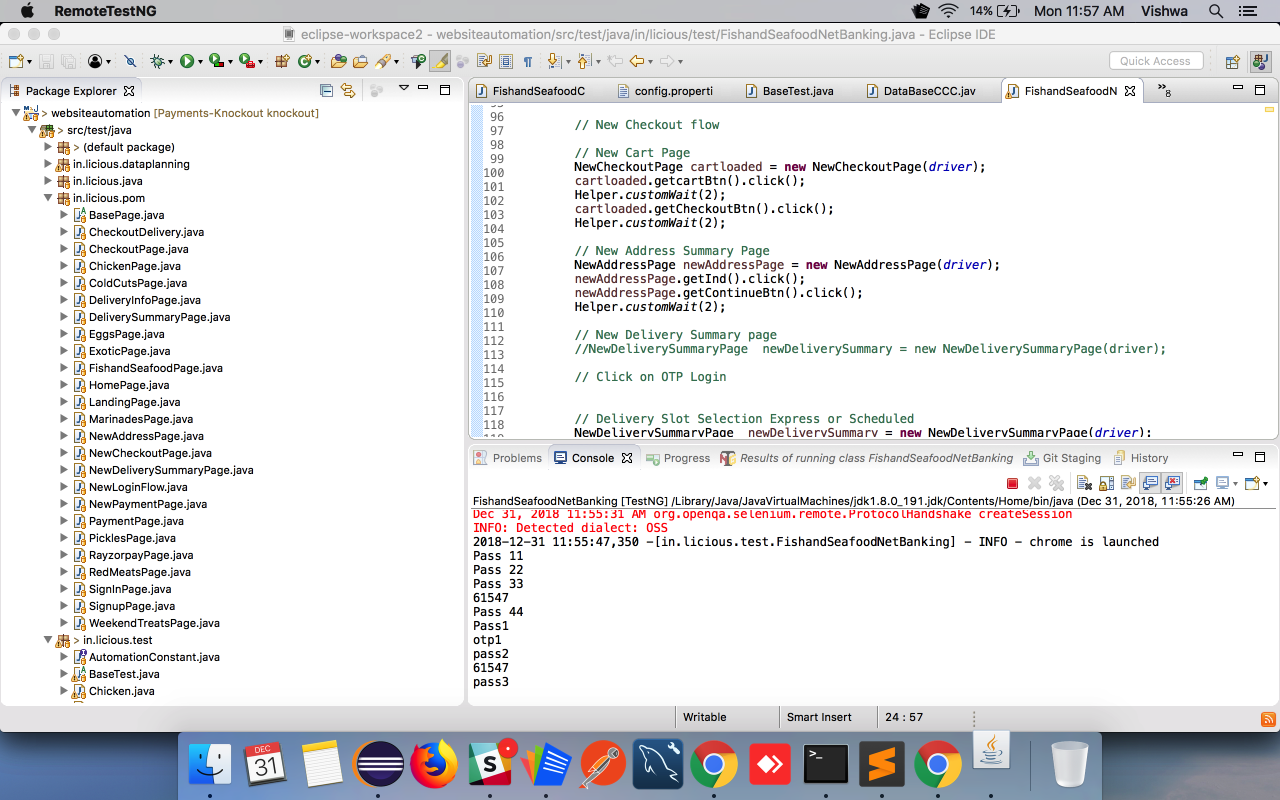 RemoteTestNG 14% Mon 11:57 AM Vishwa
eclipse-workspace2 - websiteautomation/src/test/java/in/licious/test/FishandSeafoodNetBanking.java - Eclipse IDE
Quick Access
Package Explorer
> websiteautomation [Payments-Knockout knockout]
> src/test/java
> (default package)
in.licious.dataplanning
in.licious.java
in.licious.pom
BasePage.java
CheckoutDelivery.java
CheckoutPage.java
ChickenPage.java
ColdCutsPage.java
DeliveryInfoPage.java
DeliverySummaryPage.java
EggsPage.java
ExoticPage.java
FishandSeafoodPage.java
HomePage.java
LandingPage.java
MarinadesPage.java
NewAddressPage.java
NewCheckoutPage.java
NewDeliverySummaryPage.java
NewLoginFlow.java
NewPaymentPage.java
PaymentPage.java
PicklesPage.java
RayzorpayPage.java
RedMeatsPage.java
SignInPage.java
SignupPage.java
WeekendTreatsPage.java
> in.licious.test
AutomationConstant.java
BaseTest.java
Chicken.java
FishandSeafoodC config.properti BaseTest.java DataBaseCCC.jav FishandSeafoodN »8
95
96
97 // New Checkout flow
98
99 // New Cart Page
100 NewCheckoutPage cartloaded = new NewCheckoutPage(driver);
101 cartloaded.getcartBtn().click();
102 Helper.customWait(2);
103 cartloaded.getCheckoutBtn().click();
104 Helper.customWait(2);
105
106 // New Address Summary Page
107 NewAddressPage newAddressPage = new NewAddressPage(driver);
108 newAddressPage.getInd().click();
109 newAddressPage.getContinueBtn().click();
110 Helper.customWait(2);
111
112 // New Delivery Summary page
113 //NewDeliverySummaryPage newDeliverySummary = new NewDeliverySummaryPage(driver);
114
115 // Click on OTP Login
116
117
118 // Delivery Slot Selection Express or Scheduled
119 NewDeliverySummaryPage newDeliverySummary = new NewDeliverySummaryPage(driver);
Problems Console Progress Results of running class FishandSeafoodNetBanking Git Staging History
FishandSeafoodNetBanking [TestNG] /Library/Java/JavaVirtualMachines/jdk1.8.0_191.jdk/Contents/Home/bin/java (Dec 31, 2018, 11:55:26 AM)
Dec 31, 2018 11:55:31 AM org.openqa.selenium.remote.ProtocolHandshake createSession
INFO: Detected dialect: OSS
2018-12-31 11:55:47,350 -[in.licious.test.FishandSeafoodNetBanking] - INFO - chrome is launched
Pass 11
Pass 22
Pass 33
61547
Pass 44
Pass1
otp1
pass2
61547
pass3
Writable Smart Insert 24 : 57
DEC
31
S
>_